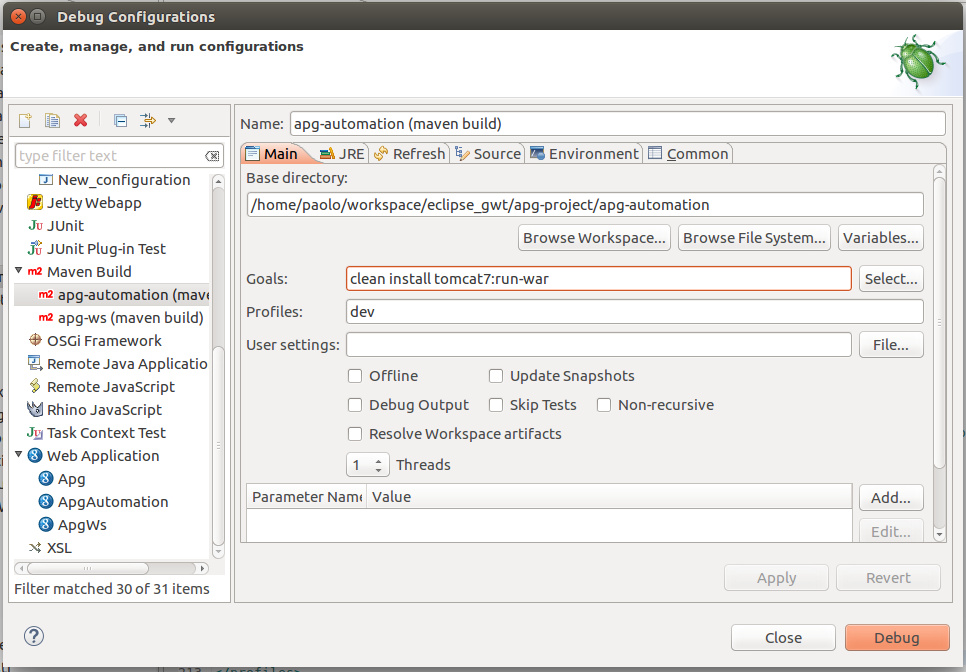 Debug Configurations
Create, manage, and run configurations
type filter text
New_configuration
Jetty Webapp
JUnit
JUnit Plug-in Test
Maven Build
apg-automation (mave
apg-ws (maven build)
OSGi Framework
Remote Java Applicatio
Remote JavaScript
Rhino JavaScript
Task Context Test
Web Application
Apg
ApgAutomation
ApgWs
XSL
Filter matched 30 of 31 items
Name: apg-automation (maven build)
Main JRE Refresh Source Environment Common
Base directory:
/home/paolo/workspace/eclipse_gwt/apg-project/apg-automation
Browse Workspace... Browse File System... Variables...
Goals: clean install tomcat7:run-war Select...
Profiles: dev
User settings: File...
Offline Update Snapshots
Debug Output Skip Tests Non-recursive
Resolve Workspace artifacts
1 Threads
Parameter Name Value Add...
Edit...
Apply Revert
Close Debug
213 </profiles>